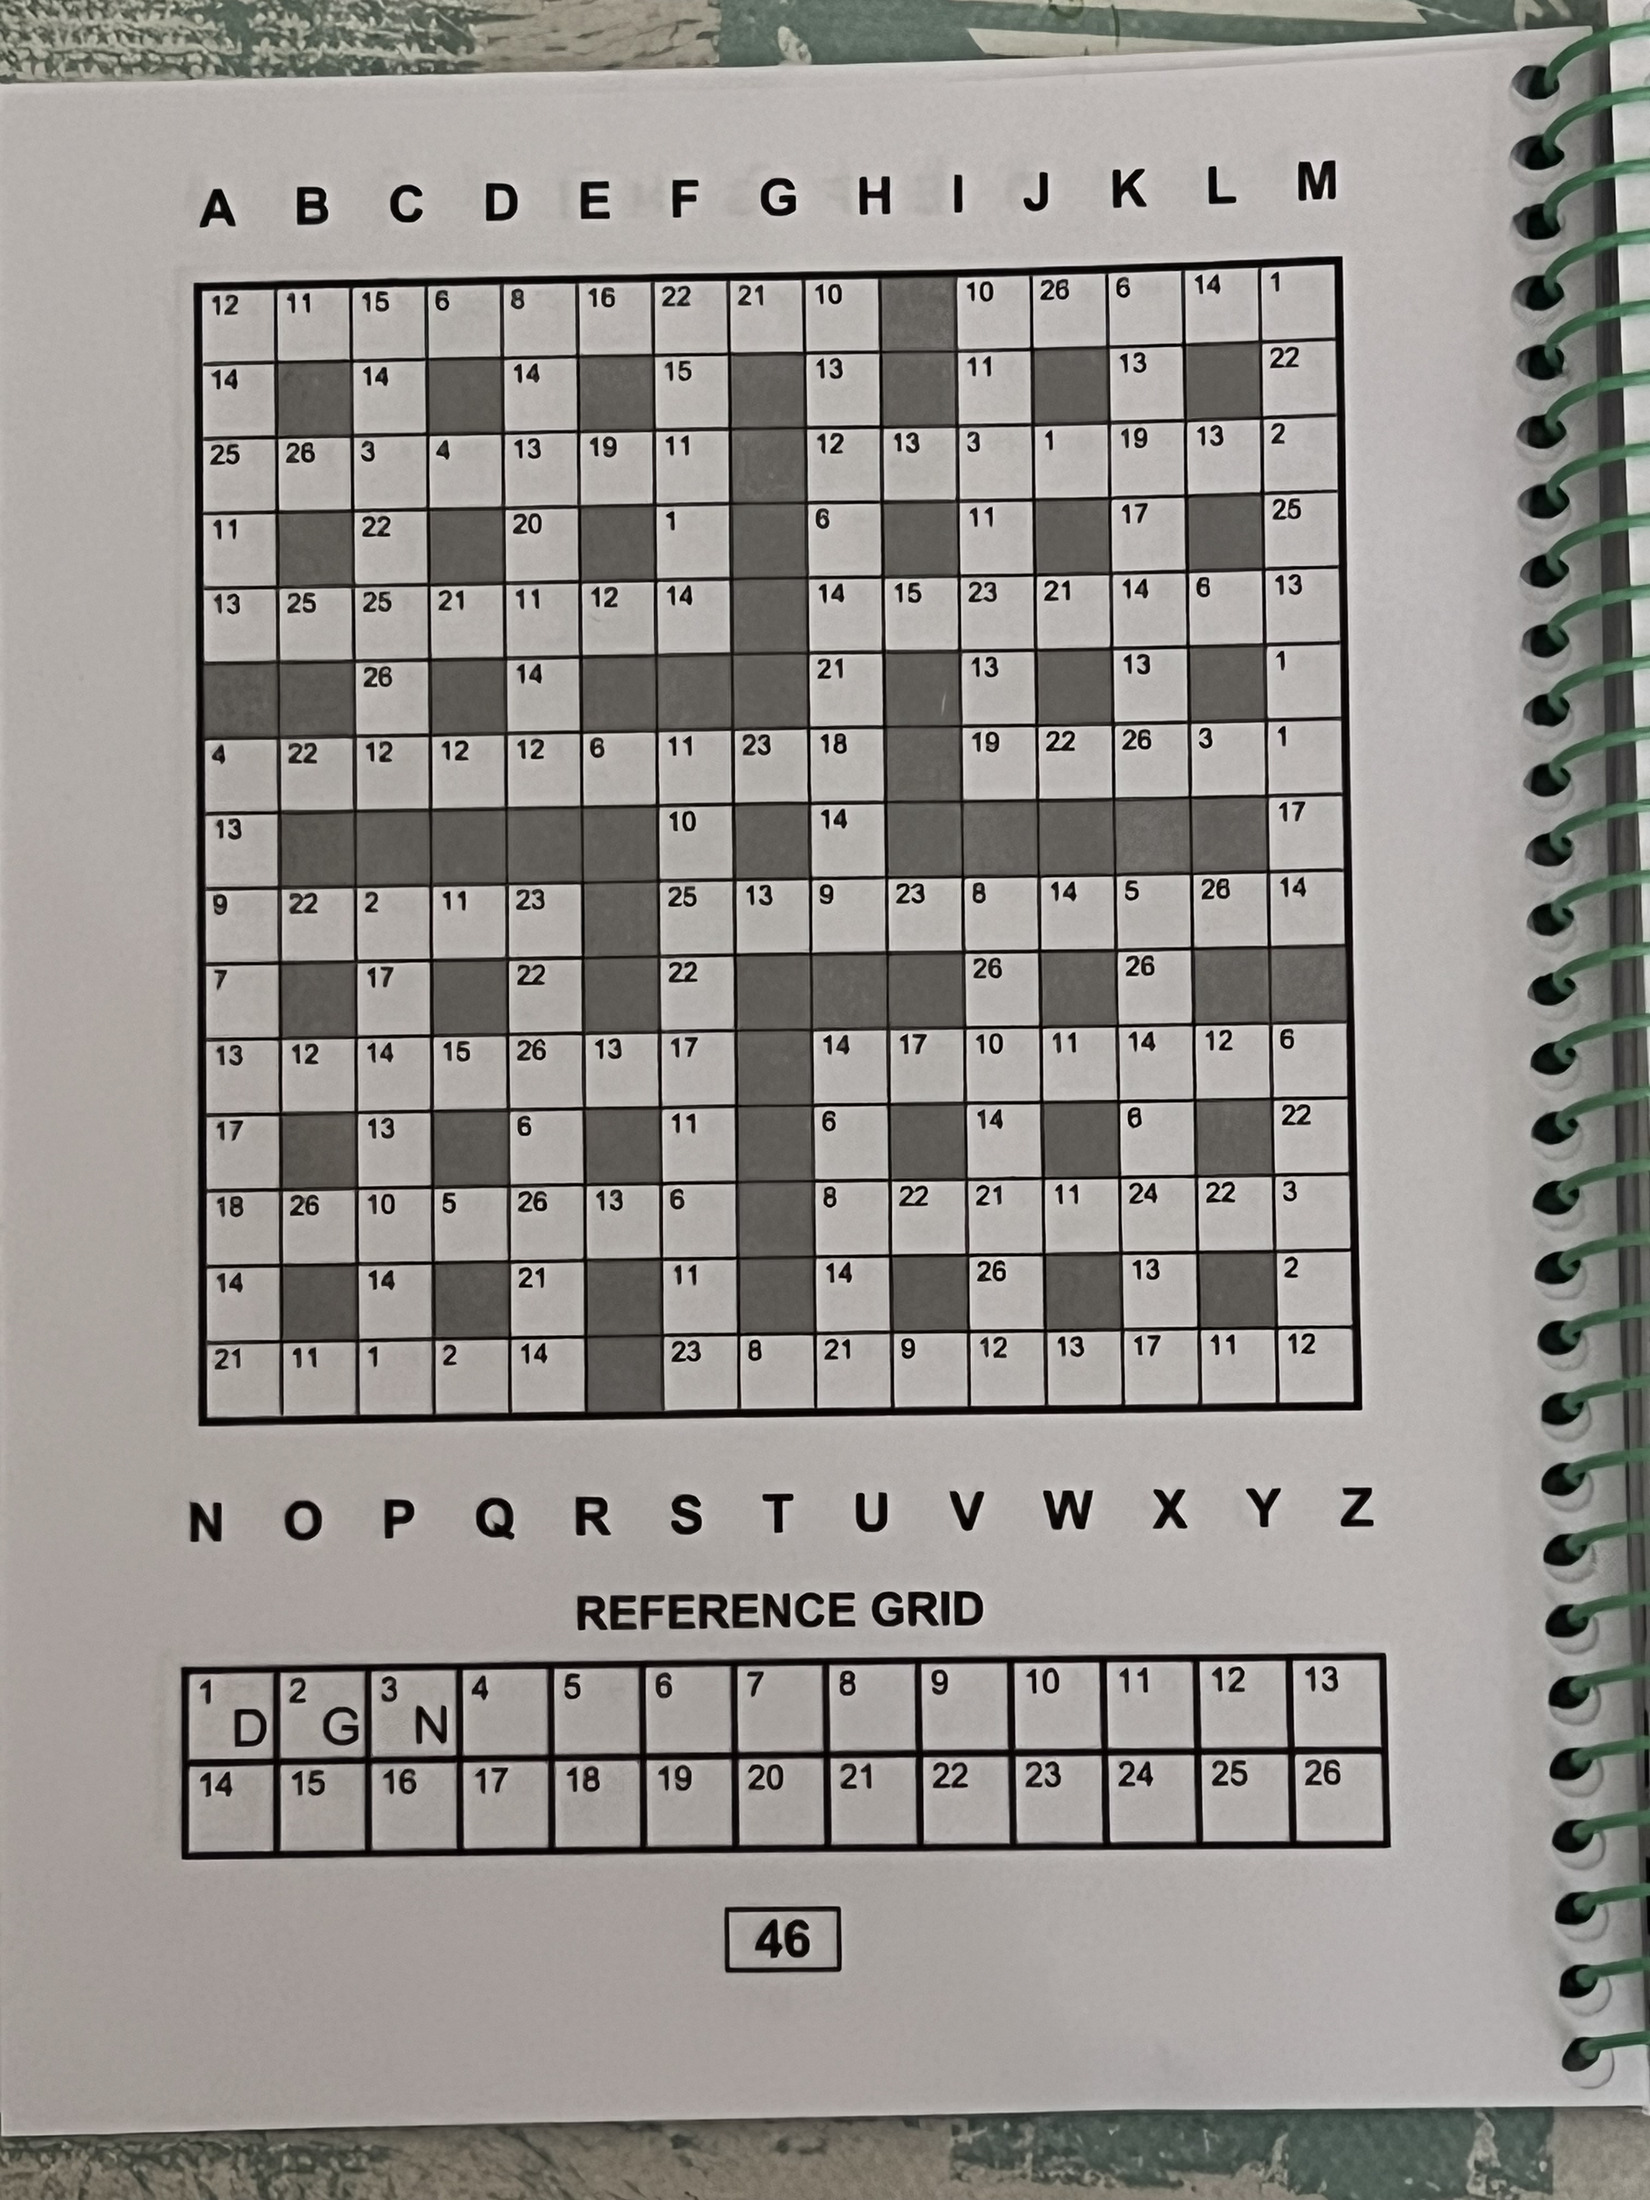 A B C D E F G H I J K L M
12 11 15 6 8 16 22 21 10 10 26 6 14 1
14 14 14 15 13 11 13 22
25 26 3 4 13 19 11 12 13 3 1 19 13 2
11 22 20 1 6 11 17 25
13 25 25 21 11 12 14 14 15 23 21 14 6 13
26 14 21 13 13 1
4 22 12 12 12 6 11 23 18 19 22 26 3 1
13 10 14 17
9 22 2 11 23 25 13 9 23 8 14 5 26 14
7 17 22 22 26 26
13 12 14 15 26 13 17 14 17 10 11 14 12 6
17 13 6 11 6 14 6 22
18 26 10 5 26 13 6 8 22 21 11 24 22 3
14 14 21 11 14 26 13 2
21 11 1 2 14 23 8 21 9 12 13 17 11 12
N O P Q R S T U V W X Y Z
REFERENCE GRID
1 D 2 G 3 N 4 5 6 7 8 9 10 11 12 13
14 15 16 17 18 19 20 21 22 23 24 25 26
46